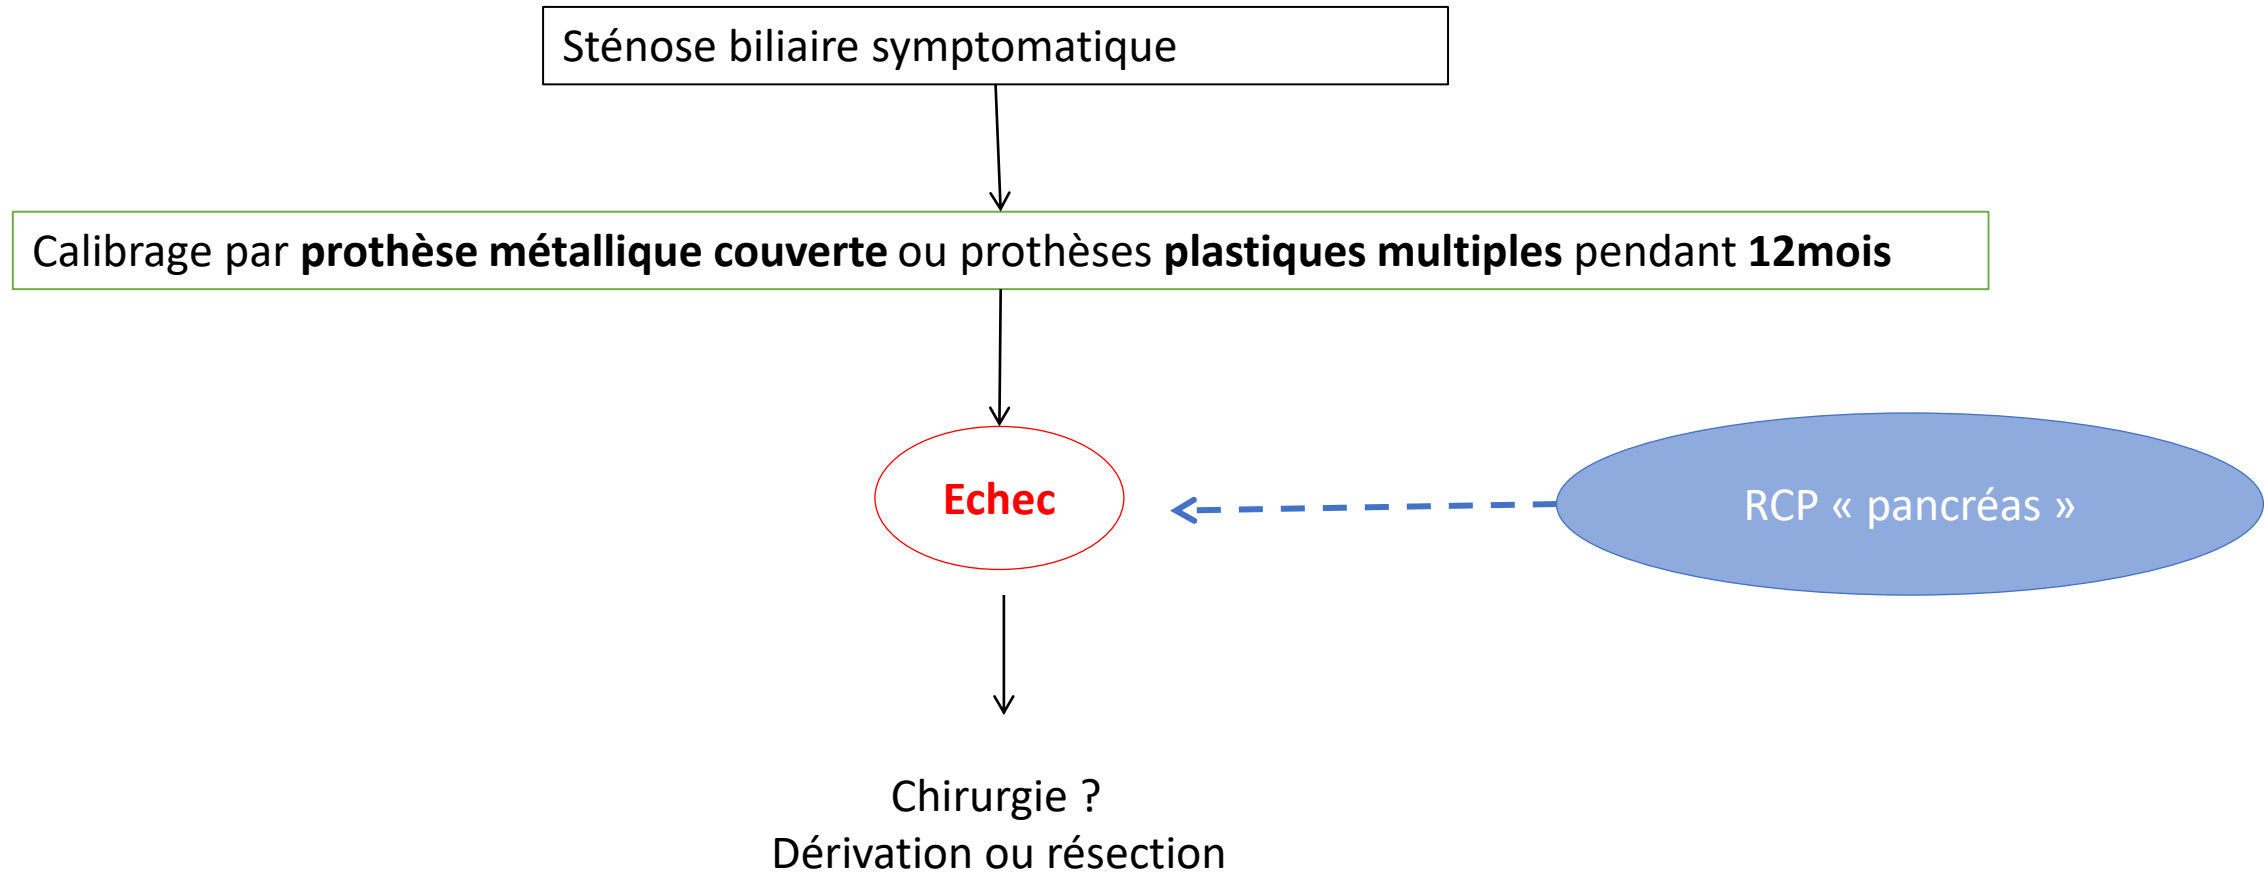 Sténose biliaire symptomatique
Calibrage par prothèse métallique couverte ou prothèses plastiques multiples pendant 12mois
Echec
RCP « pancréas »
Chirurgie ?
Dérivation ou résection